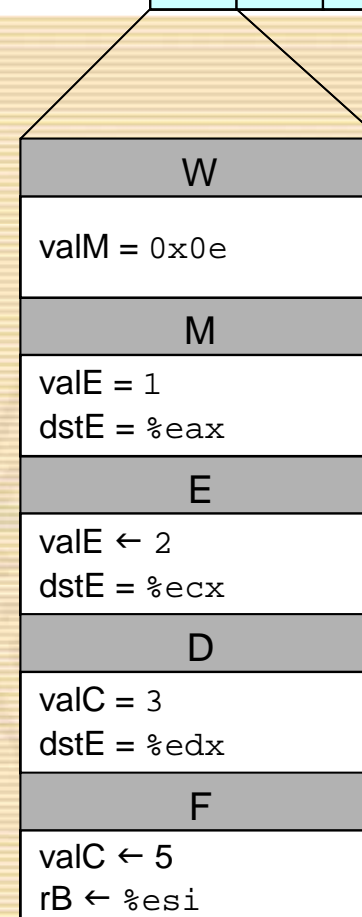 W
valM = 0x0e
M
valE = 1
dstE = %eax
E
valE ← 2
dstE = %ecx
D
valC = 3
dstE = %edx
F
valC ← 5
rB ← %esi